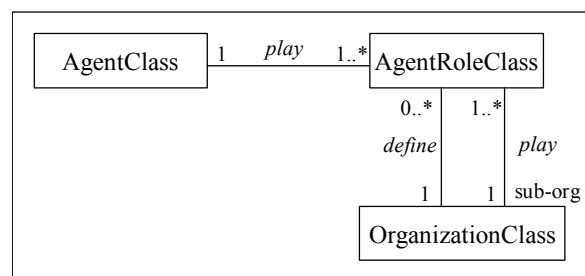 AgentClass 1 play 1..* AgentRoleClass
0..* 1..*
define play
1 1 sub-org
OrganizationClass